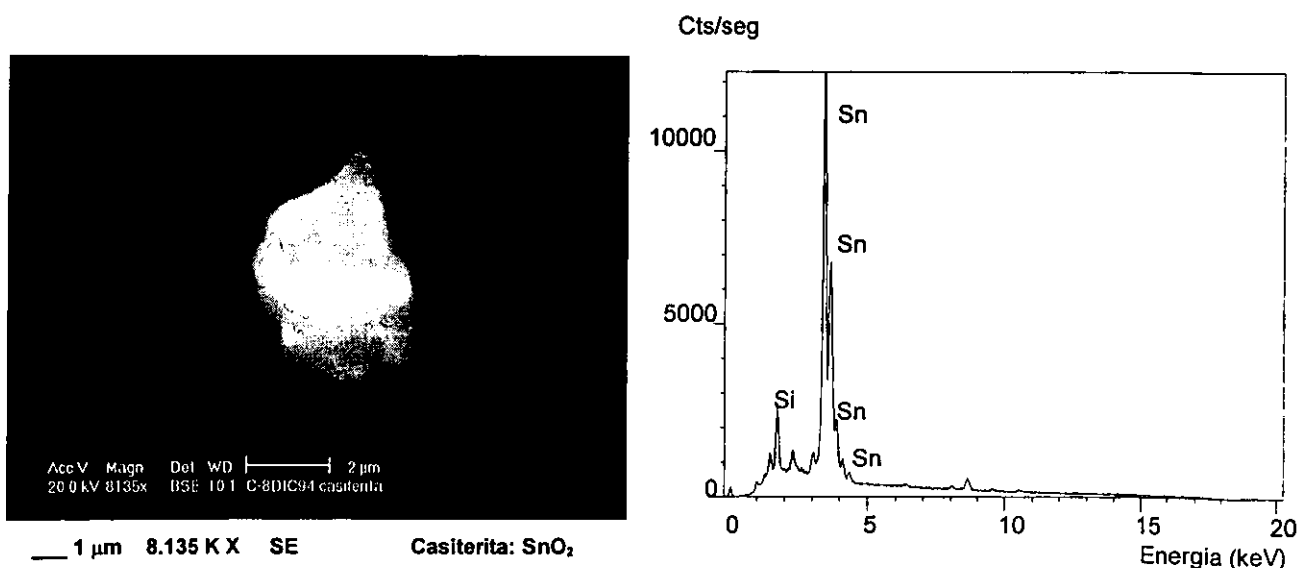 Cts/seg
10000
5000
0
Sn
Sn
Si
Sn
Sn
0 5 10 15 20
Energia (keV)
Acc.V Magn Det WD 2 µm
20.0 kV 8135x BSE 10.1 C-8DIC94 casiterita
1 µm 8.135 K X SE Casiterita: SnO₂